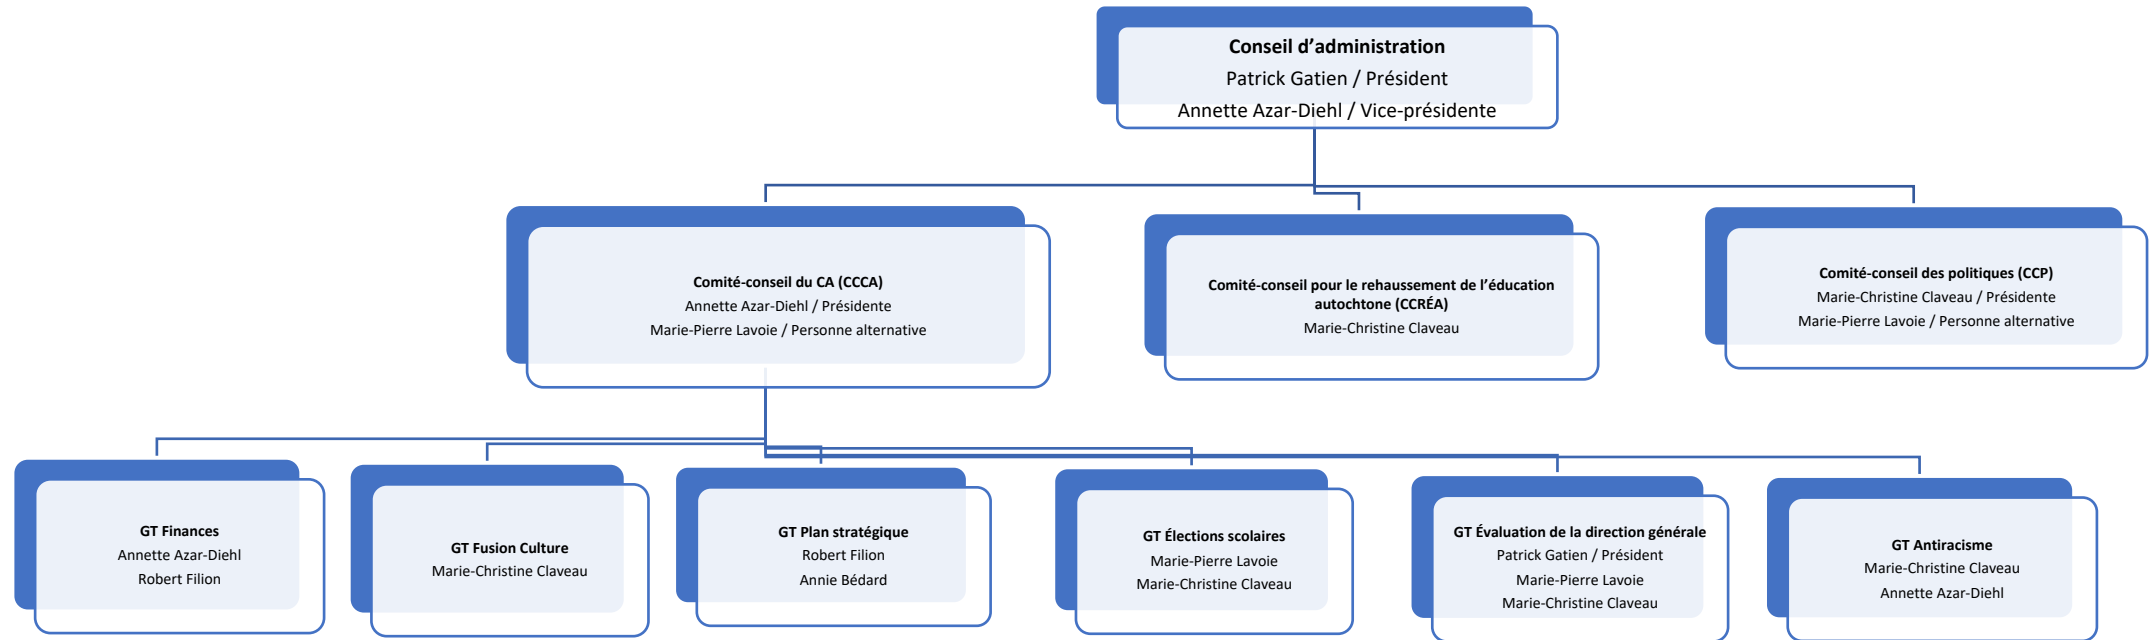 Conseil d’administration
Patrick Gatien / Président
Annette Azar-Diehl / Vice-présidente
Comité-conseil du CA (CCCA)
Annette Azar-Diehl / Présidente
Marie-Pierre Lavoie / Personne alternative
Comité-conseil pour le rehaussement de l’éducation
autochtone (CCRÉA)
Marie-Christine Claveau
Comité-conseil des politiques (CCP)
Marie-Christine Claveau / Présidente
Marie-Pierre Lavoie / Personne alternative
GT Finances
Annette Azar-Diehl
Robert Filion
GT Fusion Culture
Marie-Christine Claveau
GT Plan stratégique
Robert Filion
Annie Bédard
GT Élections scolaires
Marie-Pierre Lavoie
Marie-Christine Claveau
GT Évaluation de la direction générale
Patrick Gatien / Président
Marie-Pierre Lavoie
Marie-Christine Claveau
GT Antiracisme
Marie-Christine Claveau
Annette Azar-Diehl